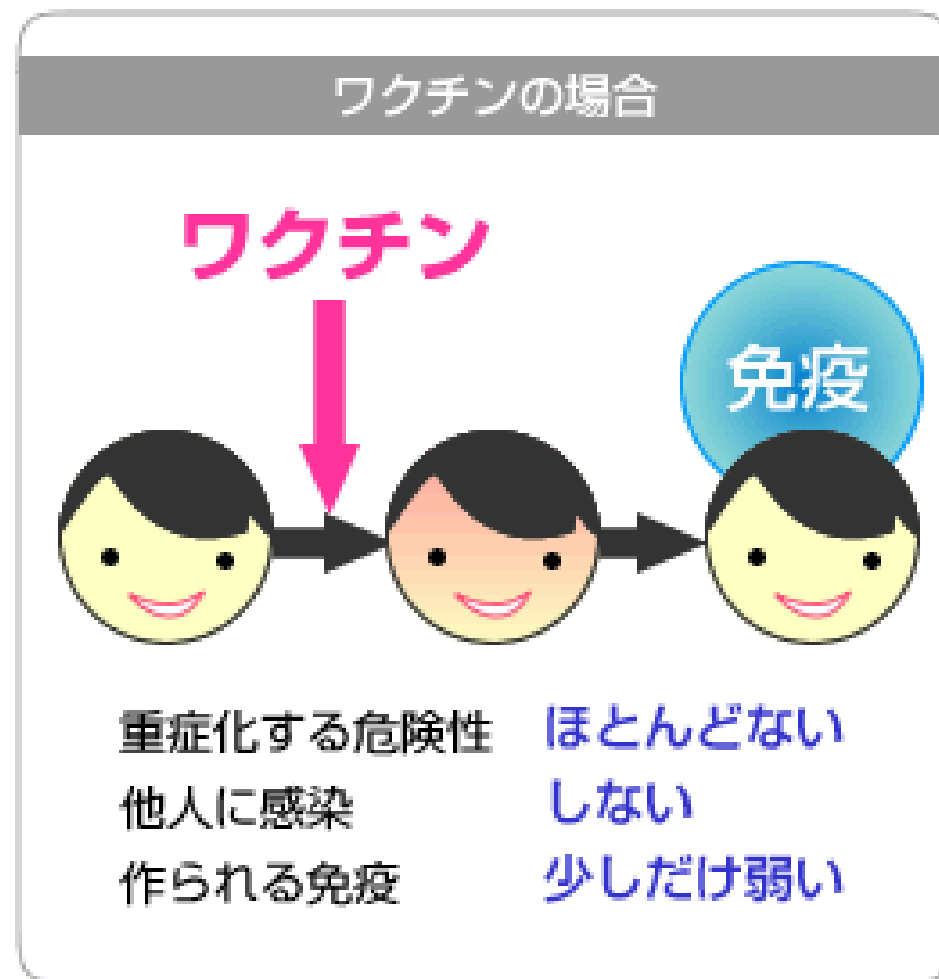 ワクチンの場合
ワクチン
免疫
重症化する危険性 ほとんどない
他人に感染 しない
作られる免疫 少しだけ弱い